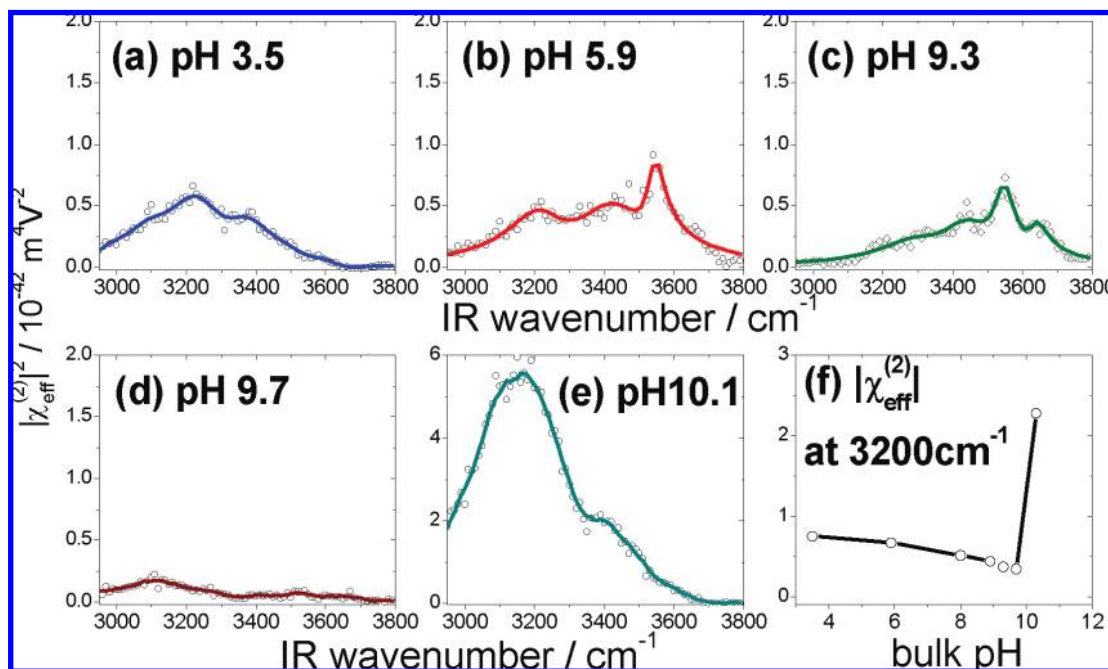 (a) pH 3.5
(b) pH 5.9
(c) pH 9.3
2.0
1.5
1.0
0.5
0.0
3000 3200 3400 3600 3800
2.0
1.5
1.0
0.5
0.0
3000 3200 3400 3600 3800
2.0
1.5
1.0
0.5
0.0
3000 3200 3400 3600 3800
IR wavenumber / cm⁻¹
|χ_eff^(2)|² / 10⁻⁴² m⁴V⁻²
(d) pH 9.7
(e) pH10.1
(f) |χ_eff^(2)|
at 3200cm⁻¹
2.0
1.5
1.0
0.5
0.0
3000 3200 3400 3600 3800
6
4
2
0
3000 3200 3400 3600 3800
3
2
1
0
4 6 8 10 12
IR wavenumber / cm⁻¹
bulk pH